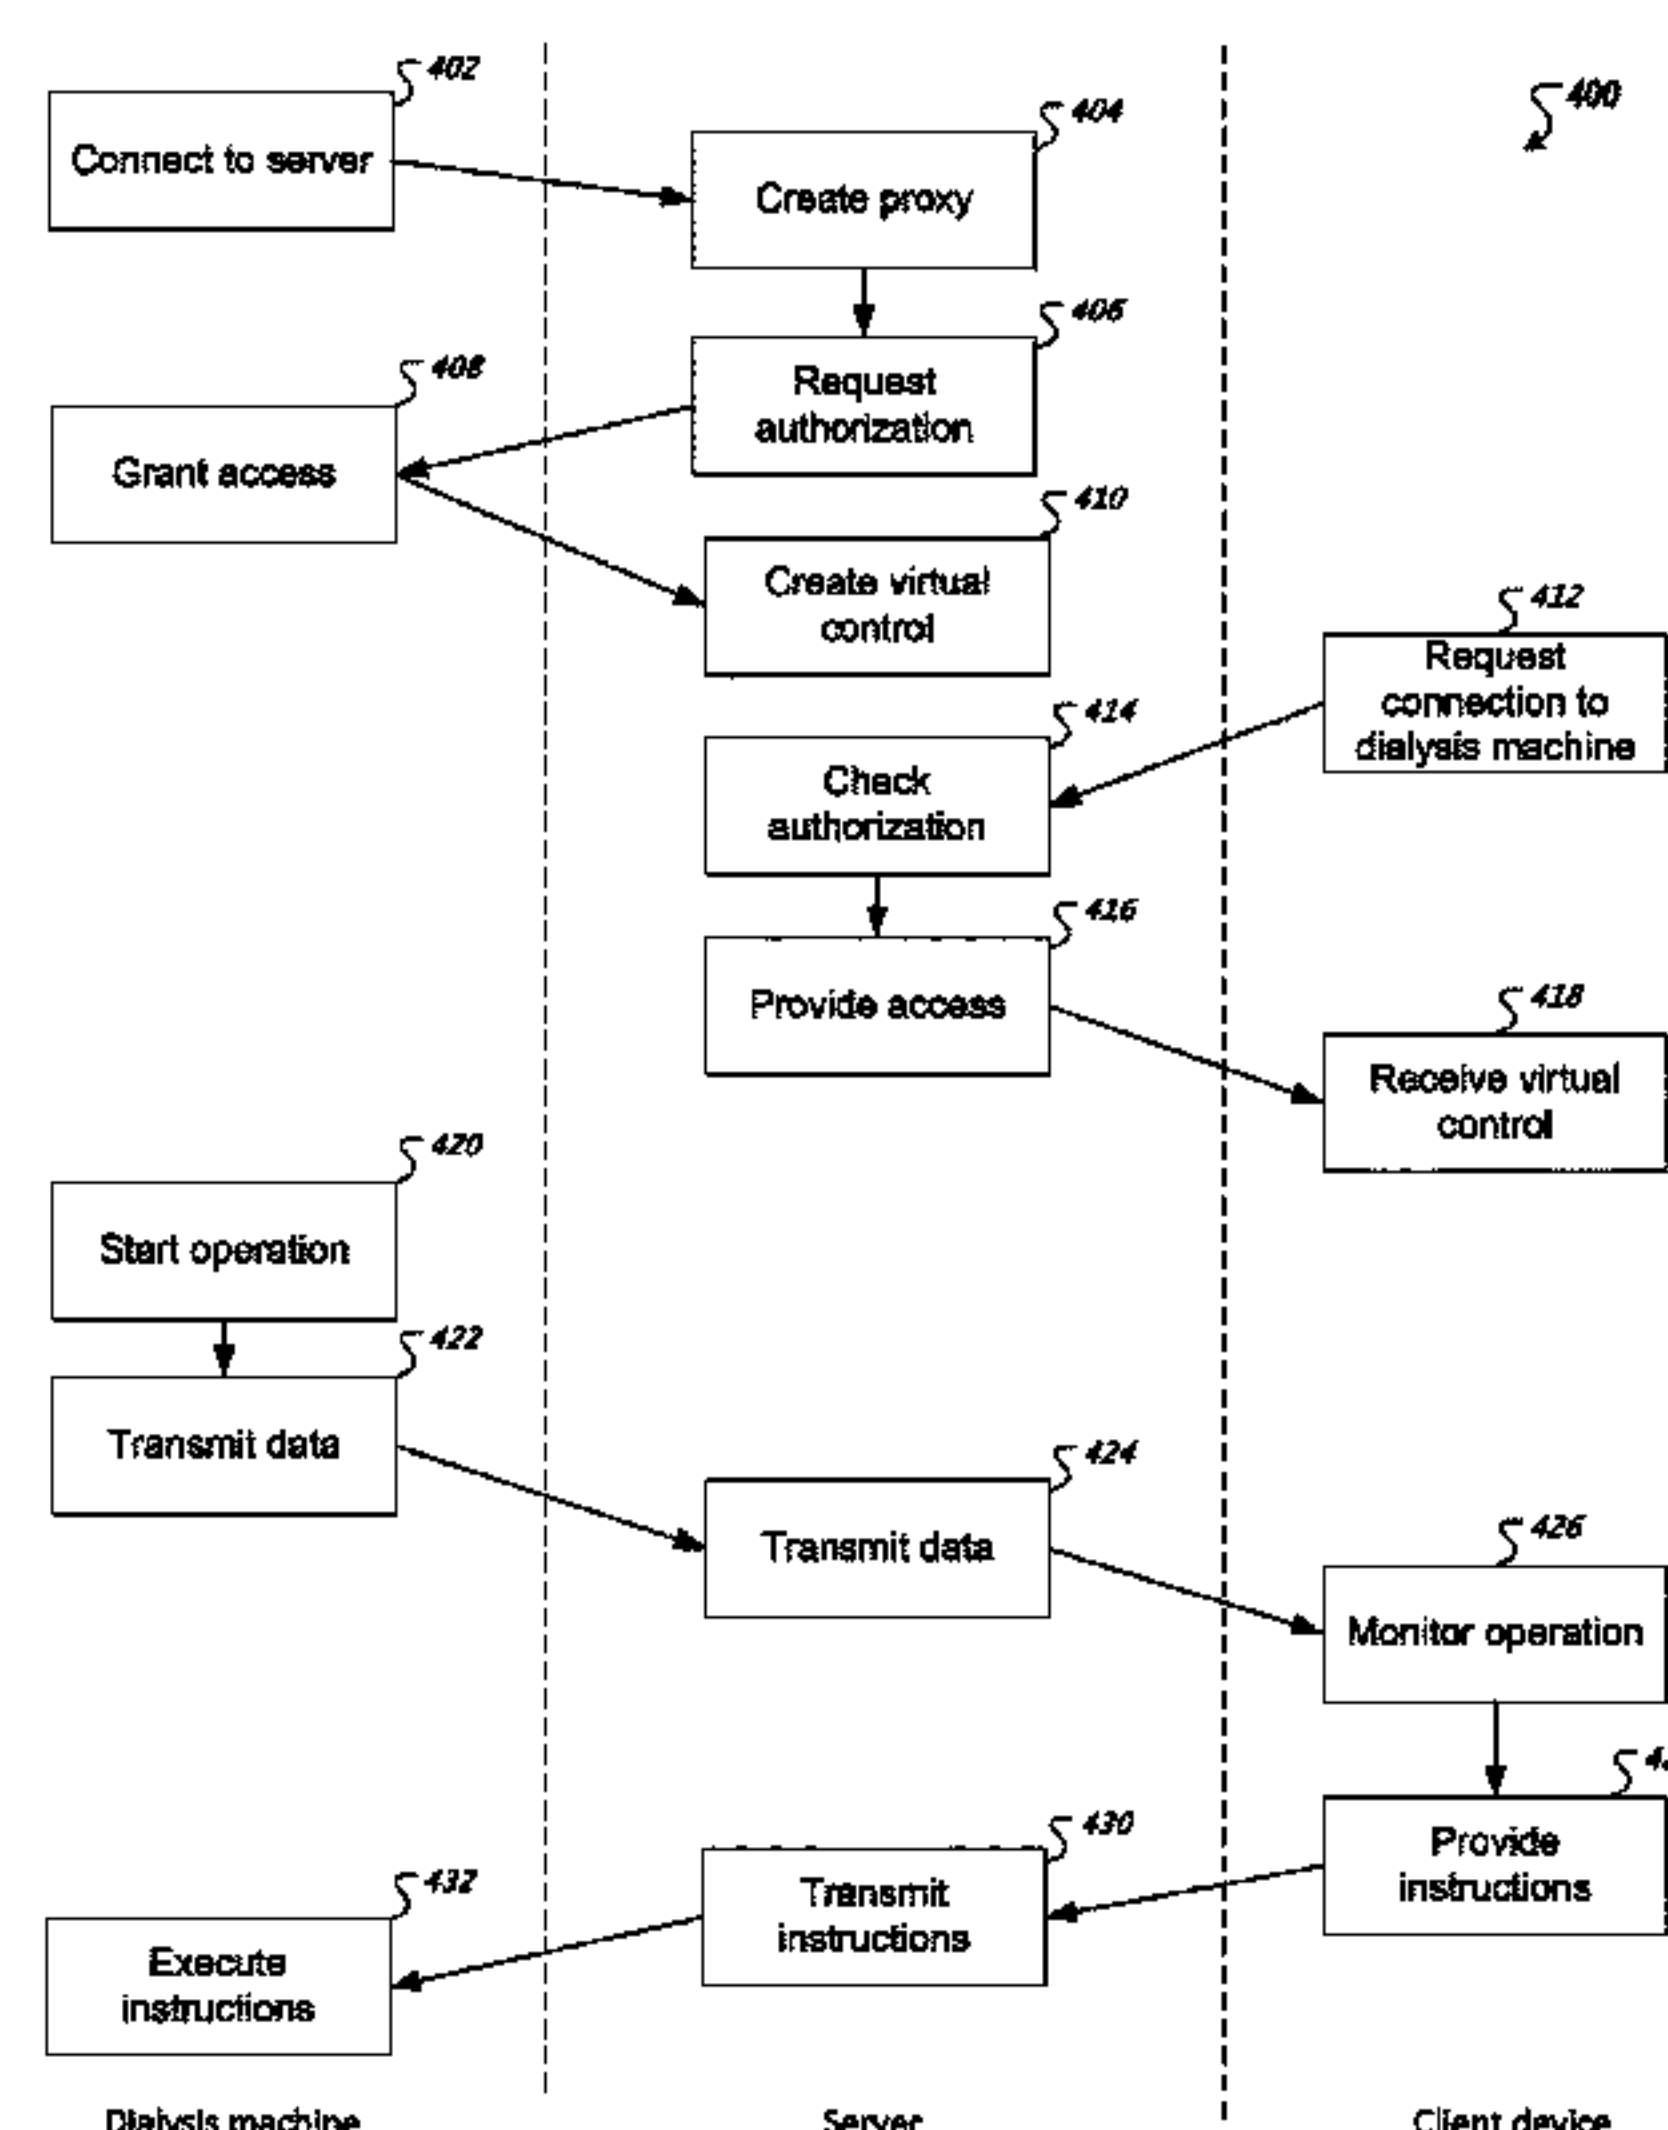 402
400
404
Connect to server
Create proxy
406
408
Request
authorization
Grant access
410
Create virtual
control
412
Request
connection to
dialysis machine
414
Check
authorization
416
Provide access
418
Receive virtual
control
420
Start operation
422
Transmit data
424
Transmit data
426
Monitor operation
Provide
instructions
430
Transmit
instructions
432
Execute
instructions
Dialysis machine
Server
Client device